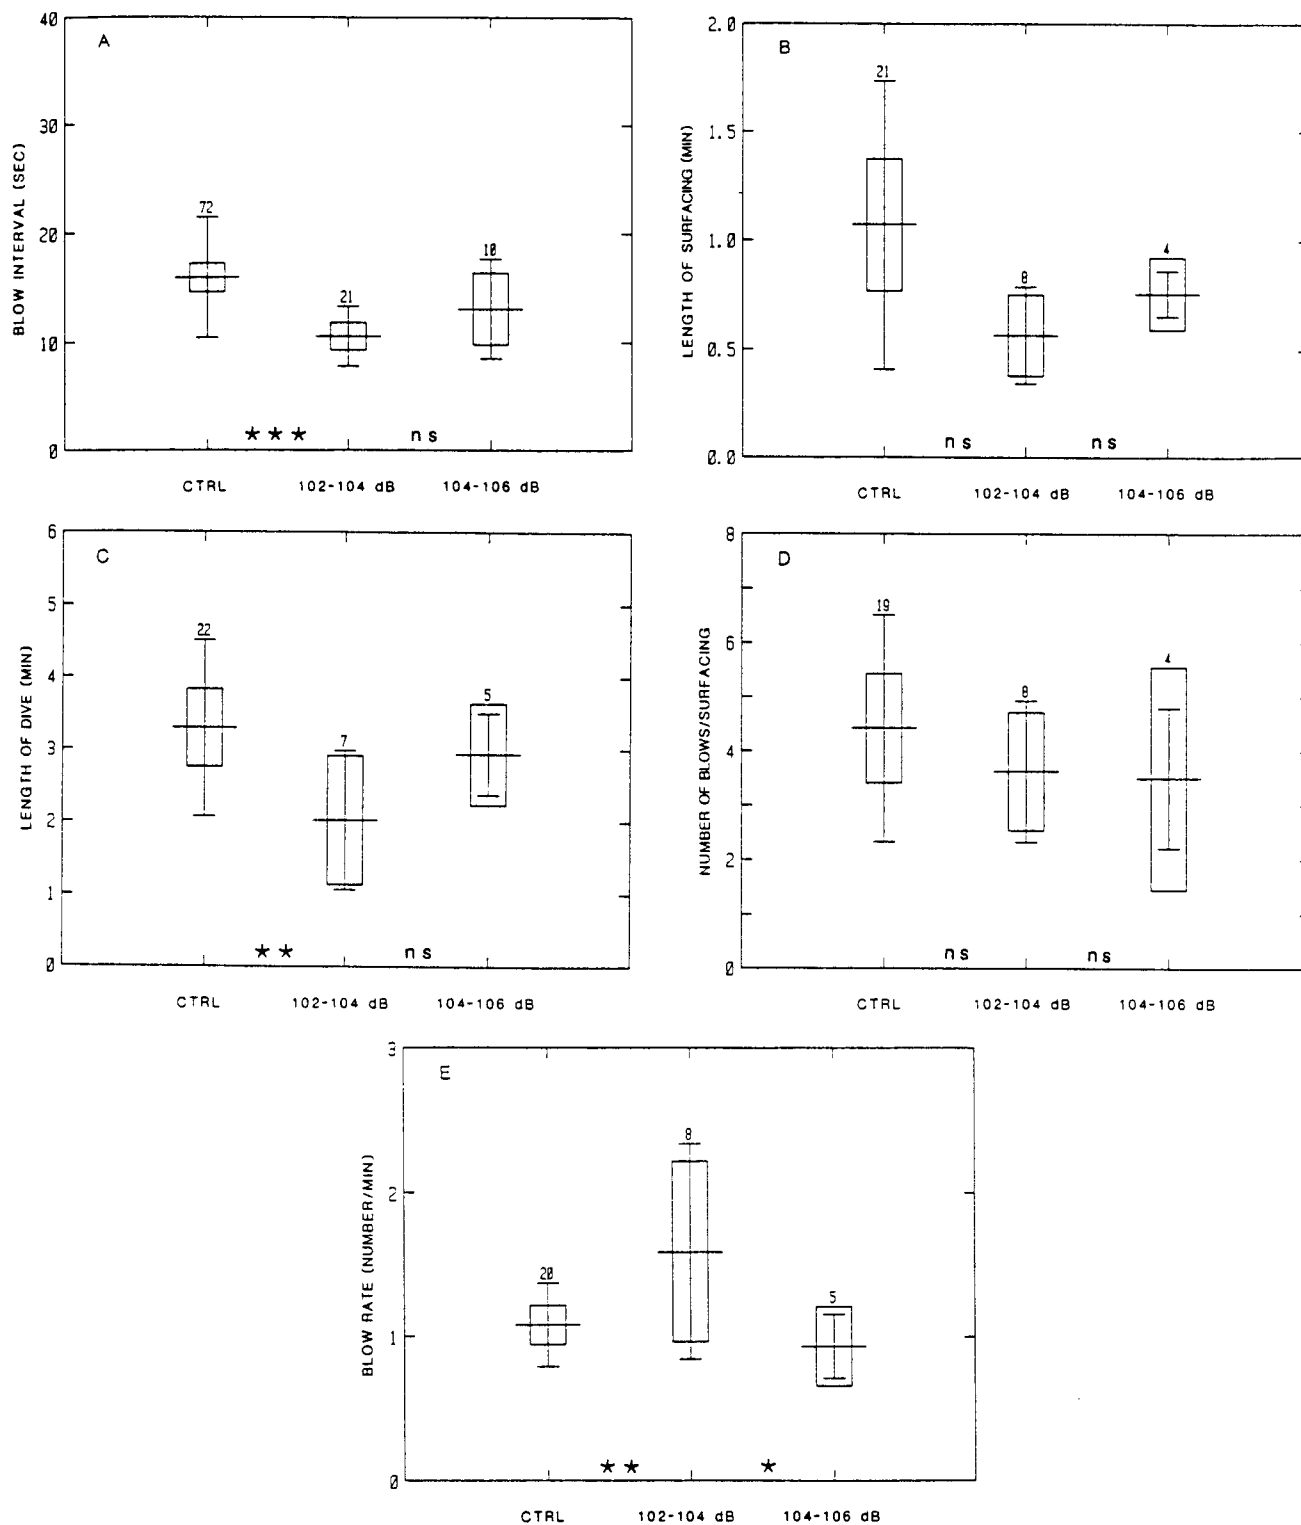 A
BLOW INTERVAL (SEC)
40
30
20
10
0
72
21
10
★★★ ns
CTRL 102-104 dB 104-106 dB
B
LENGTH OF SURFACING (MIN)
2.0
1.5
1.0
0.5
0.0
21
8
4
ns ns
CTRL 102-104 dB 104-106 dB
C
LENGTH OF DIVE (MIN)
6
5
4
3
2
1
0
22
7
5
★★ ns
CTRL 102-104 dB 104-106 dB
D
NUMBER OF BLOWS/SURFACING
8
6
4
2
0
19
8
4
ns ns
CTRL 102-104 dB 104-106 dB
E
BLOW RATE (NUMBER/MIN)
3
2
1
0
20
8
5
★★ ★
CTRL 102-104 dB 104-106 dB